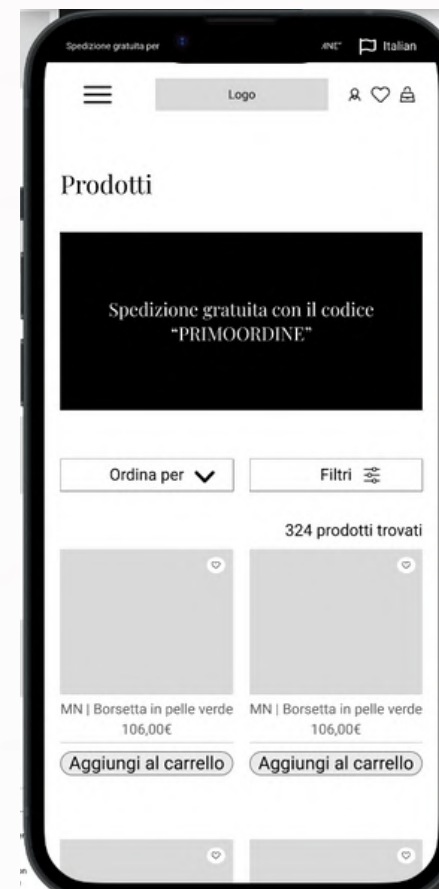 Spedizione gratuita per
Italian
Logo
Prodotti
Spedizione gratuita con il codice
“PRIMOORDINE”
Ordina per
Filtri
324 prodotti trovati
MN | Borsetta in pelle verde
106,00€
Aggiungi al carrello
MN | Borsetta in pelle verde
106,00€
Aggiungi al carrello